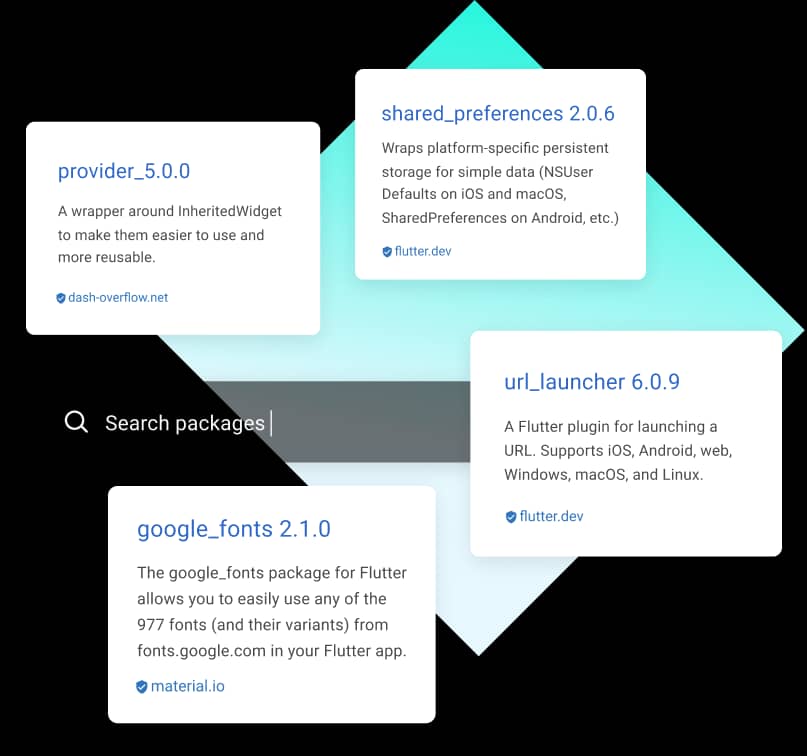 shared_preferences 2.0.6
Wraps platform-specific persistent
storage for simple data (NSUser
Defaults on iOS and macOS,
SharedPreferences on Android, etc.)
flutter.dev
provider_5.0.0
A wrapper around InheritedWidget
to make them easier to use and
more reusable.
dash-overflow.net
url_launcher 6.0.9
A Flutter plugin for launching a
URL. Supports iOS, Android, web,
Windows, macOS, and Linux.
flutter.dev
Search packages
google_fonts 2.1.0
The google_fonts package for Flutter
allows you to easily use any of the
977 fonts (and their variants) from
fonts.google.com in your Flutter app.
material.io